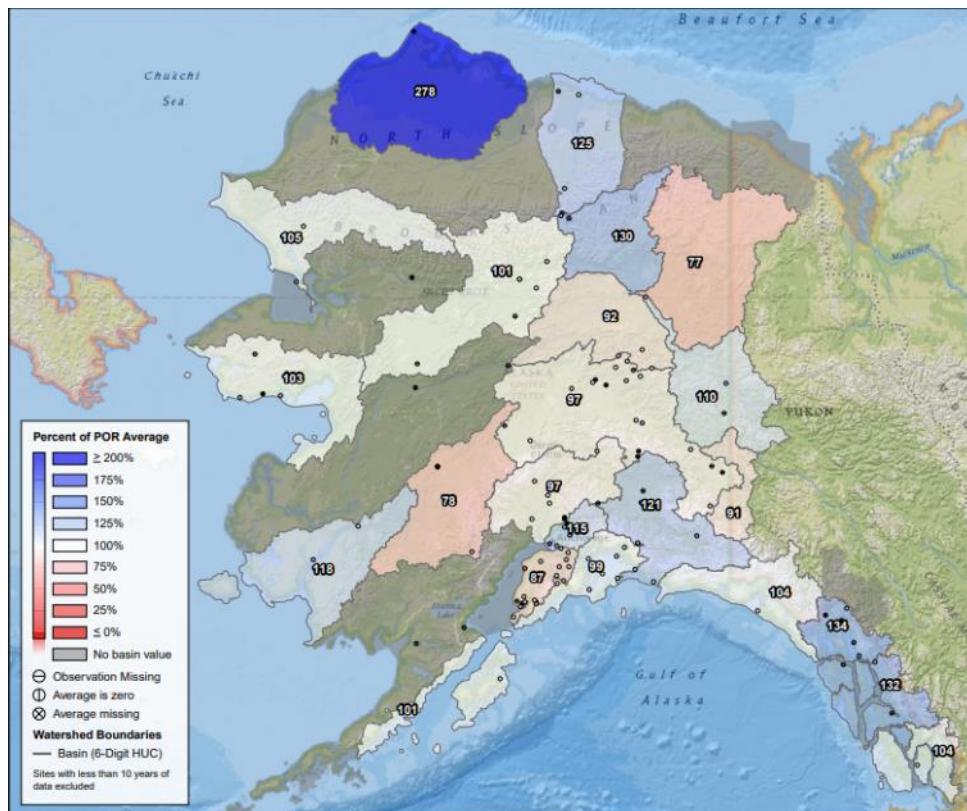 Beaufort Sea
Chukchi
Sea
278
NORTH SLOPE
125
105
101
130
77
92
103
97
110
YUKON
78
97
121
91
115
118
87
99
104
134
132
101
104
Gulf of
Alaska
Percent of POR Average
≥ 200%
175%
150%
125%
100%
75%
50%
25%
≤ 0%
No basin value
Observation Missing
Average is zero
Average missing
Watershed Boundaries
Basin (6-Digit HUC)
Sites with less than 10 years of
data excluded